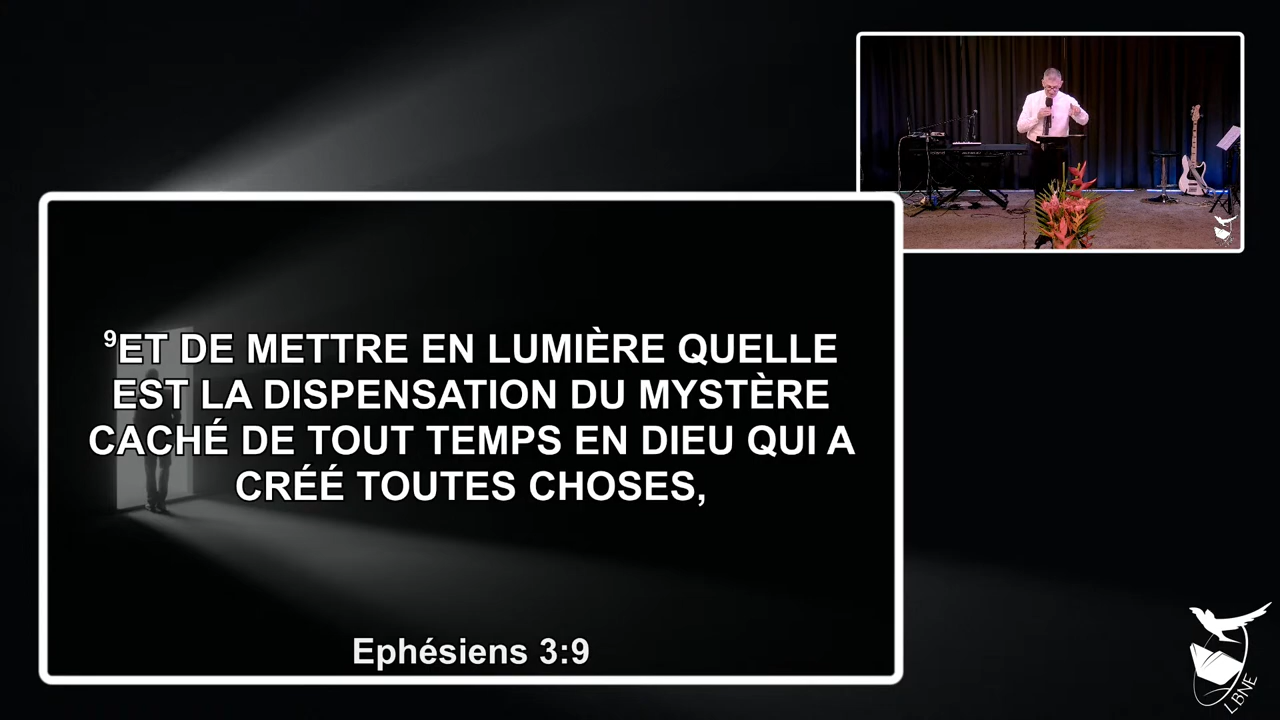 ⁹ET DE METTRE EN LUMIÈRE QUELLE
EST LA DISPENSATION DU MYSTÈRE
CACHÉ DE TOUT TEMPS EN DIEU QUI A
CRÉÉ TOUTES CHOSES,
Ephésiens 3:9
LBNE